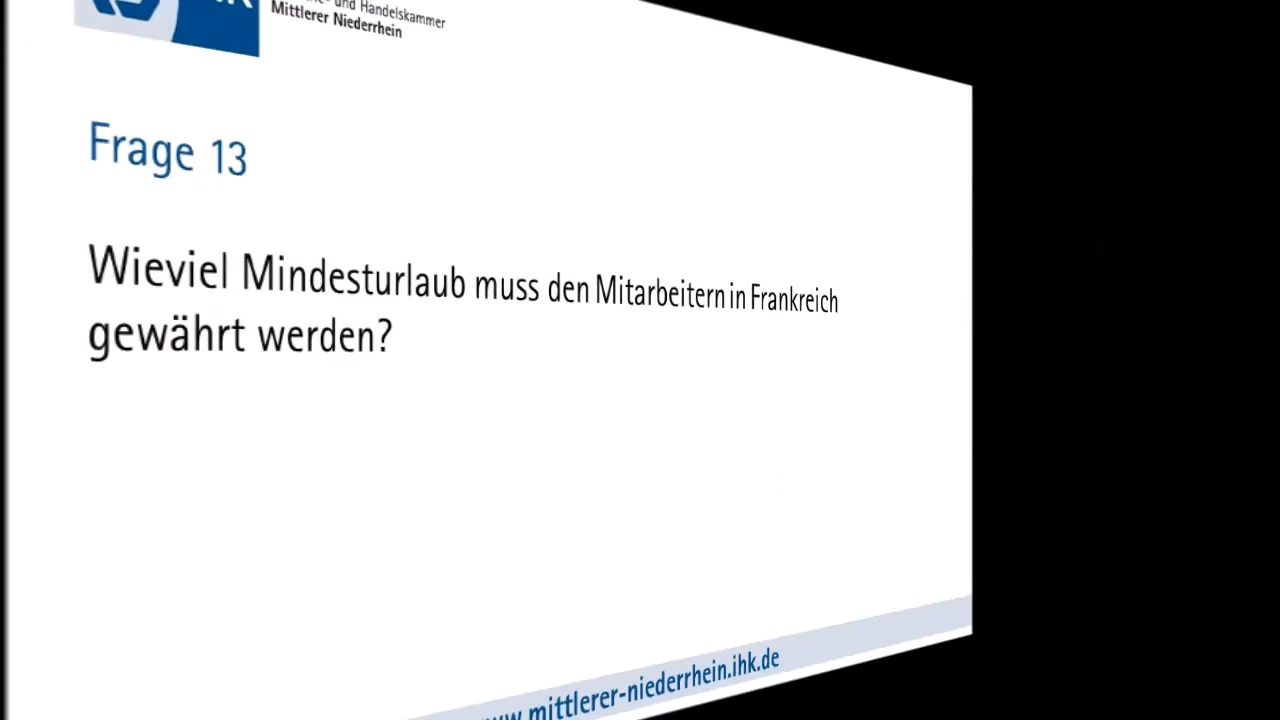 und Handelskammer
Mittlerer Niederrhein
Frage 13
Wieviel Mindesturlaub muss den Mitarbeitern in Frankreich
gewährt werden?
www.mittlerer-niederrhein.ihk.de